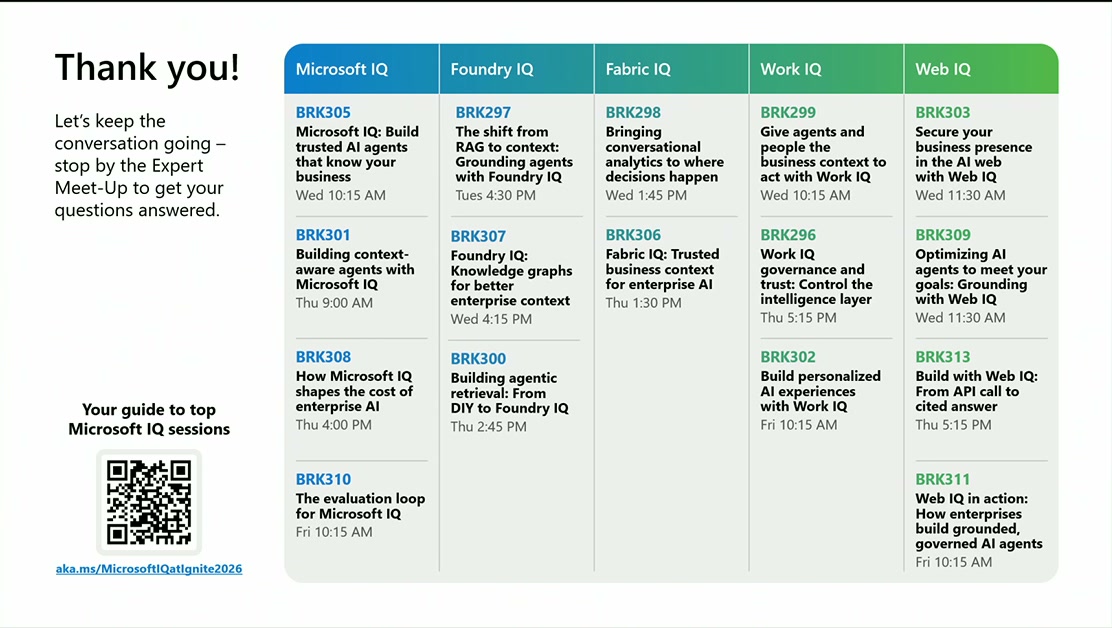 Thank you!
Let's keep the
conversation going –
stop by the Expert
Meet-Up to get your
questions answered.
Your guide to top
Microsoft IQ sessions
aka.ms/MicrosoftIQatIgnite2026
Microsoft IQ
BRK305
Microsoft IQ: Build
trusted AI agents
that know your
business
Wed 10:15 AM
BRK301
Building context-
aware agents with
Microsoft IQ
Thu 9:00 AM
BRK308
How Microsoft IQ
shapes the cost of
enterprise AI
Thu 4:00 PM
BRK310
The evaluation loop
for Microsoft IQ
Fri 10:15 AM
Foundry IQ
BRK297
The shift from
RAG to context:
Grounding agents
with Foundry IQ
Tues 4:30 PM
BRK307
Foundry IQ:
Knowledge graphs
for better
enterprise context
Wed 4:15 PM
BRK300
Building agentic
retrieval: From
DIY to Foundry IQ
Thu 2:45 PM
Fabric IQ
BRK298
Bringing
conversational
analytics to where
decisions happen
Wed 1:45 PM
BRK306
Fabric IQ: Trusted
business context
for enterprise AI
Thu 1:30 PM
Work IQ
BRK299
Give agents and
people the
business context to
act with Work IQ
Wed 10:15 AM
BRK296
Work IQ
governance and
trust: Control the
intelligence layer
Thu 5:15 PM
BRK302
Build personalized
AI experiences
with Work IQ
Fri 10:15 AM
Web IQ
BRK303
Secure your
business presence
in the AI web
with Web IQ
Wed 11:30 AM
BRK309
Optimizing AI
agents to meet your
goals: Grounding
with Web IQ
Wed 11:30 AM
BRK313
Build with Web IQ:
From API call to
cited answer
Thu 5:15 PM
BRK311
Web IQ in action:
How enterprises
build grounded,
governed AI agents
Fri 10:15 AM